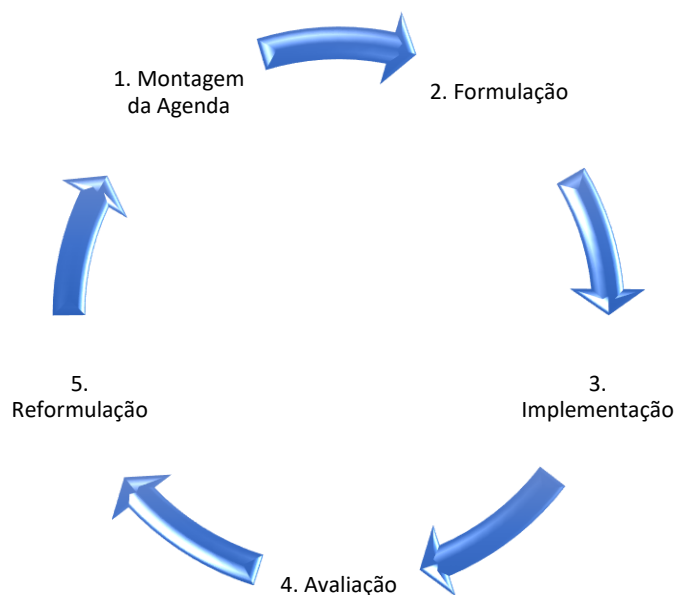 1. Montagem
da Agenda
2. Formulação
3.
Implementação
4. Avaliação
5.
Reformulação